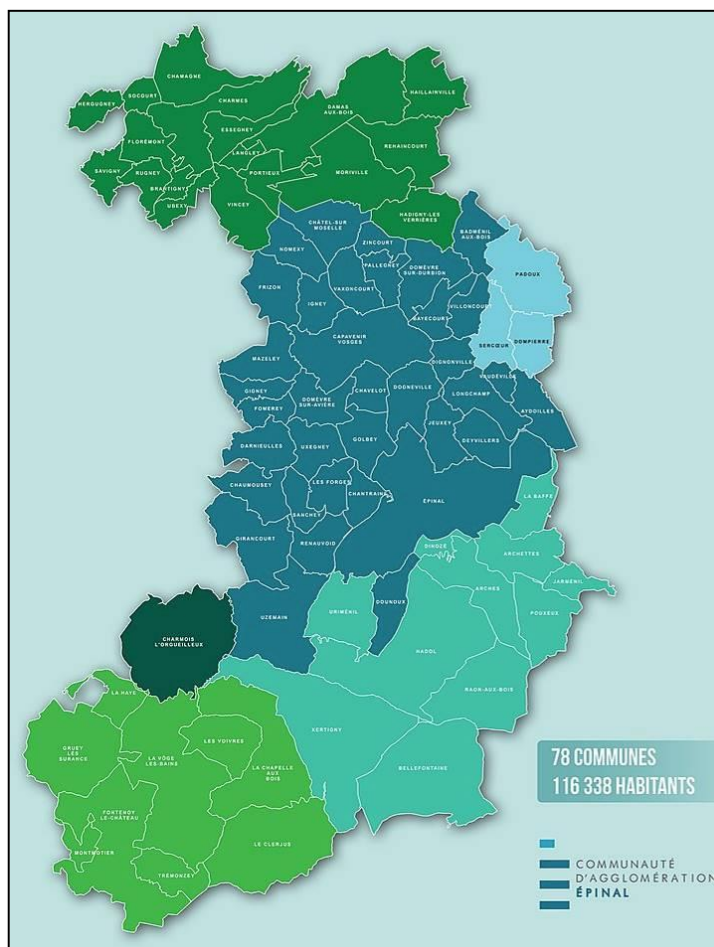 CHAMAGNE
SOCOURT
HERGUGNEY
CHARMES
HAILLAINVILLE
DAMAS
AUX-BOIS
ESSEGNEY
FLORÉMONT
LANGLEY
REHAINCOURT
SAVIGNY
RUGNEY
PORTIEUX
MORIVILLE
BRANTIGNY
UBEXY
VINCEY
HADIGNY-LES
VERRIÈRES
CHÂTEL-SUR
MOSELLE
BADMÉNIL
AUX-BOIS
NOMEXY
ZINCOURT
PALLEGNEY
DOMÈVRE
SUR-DURBION
PADOUX
FRIZON
IGNEY
VAXONCOURT
VILLONCOURT
BAYECOURT
CAPAVENIR
VOSGES
SERCŒUR
DOMPIERRE
MAZELEY
DIGNONVILLE
VAUDÉVILLE
GIGNEY
DOMÈVRE
SUR-AVIÈRE
CHAVELOT
DOGNEVILLE
LONGCHAMP
FOMEREY
AYDOILLES
JEUXEY
DARNIEULLES
UXEGNEY
GOLBEY
DEYVILLERS
CHAUMOUSEY
LES FORGES
CHANTRAINE
ÉPINAL
LA BAFFE
SANCHEY
GIRANCOURT
RENAUVOID
DINOZÉ
ARCHETTES
JARMÉNIL
ARCHES
DOUNOUX
URIMÉNIL
UZEMAIN
POUXEUX
CHARMOIS
L'ORGUEILLEUX
HADOL
RAON-AUX-BOIS
LA HAYE
XERTIGNY
GRUEY
LÈS
SURANCE
LES VOIVRES
LA VÔGE
LES-BAINS
LA CHAPELLE
AUX
BOIS
BELLEFONTAINE
78 COMMUNES
116 338 HABITANTS
FONTENOY
LE-CHÂTEAU
LE CLERJUS
MONTMOTIER
TRÉMONZEY
COMMUNAUTÉ
D'AGGLOMÉRATION
ÉPINAL